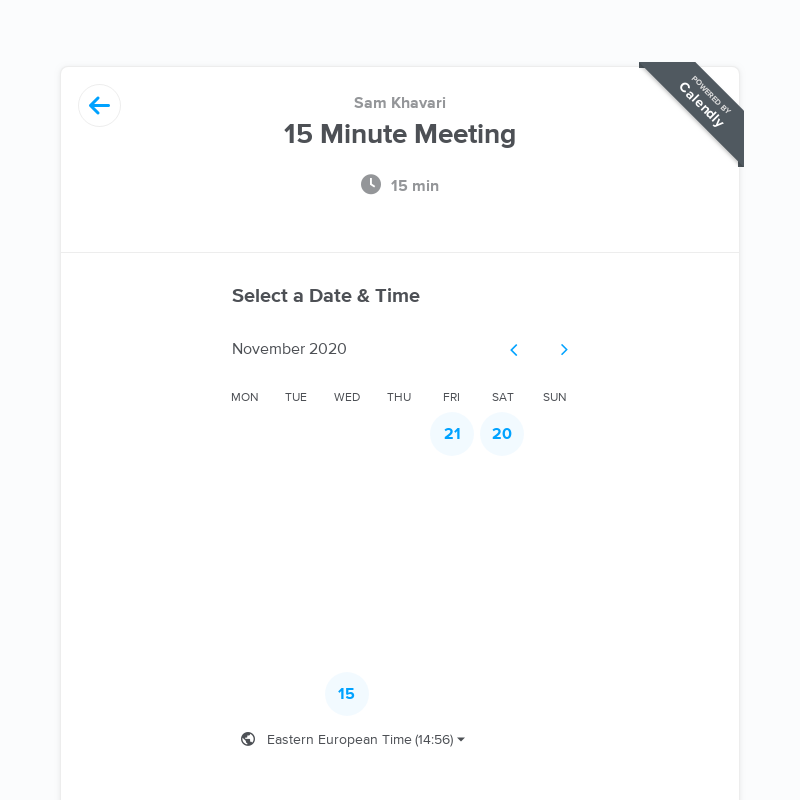 Sam Khavari
15 Minute Meeting
15 min
POWERED BY
Calendly
Select a Date & Time
November 2020
MON TUE WED THU FRI SAT SUN
21 20
15
Eastern European Time (14:56)